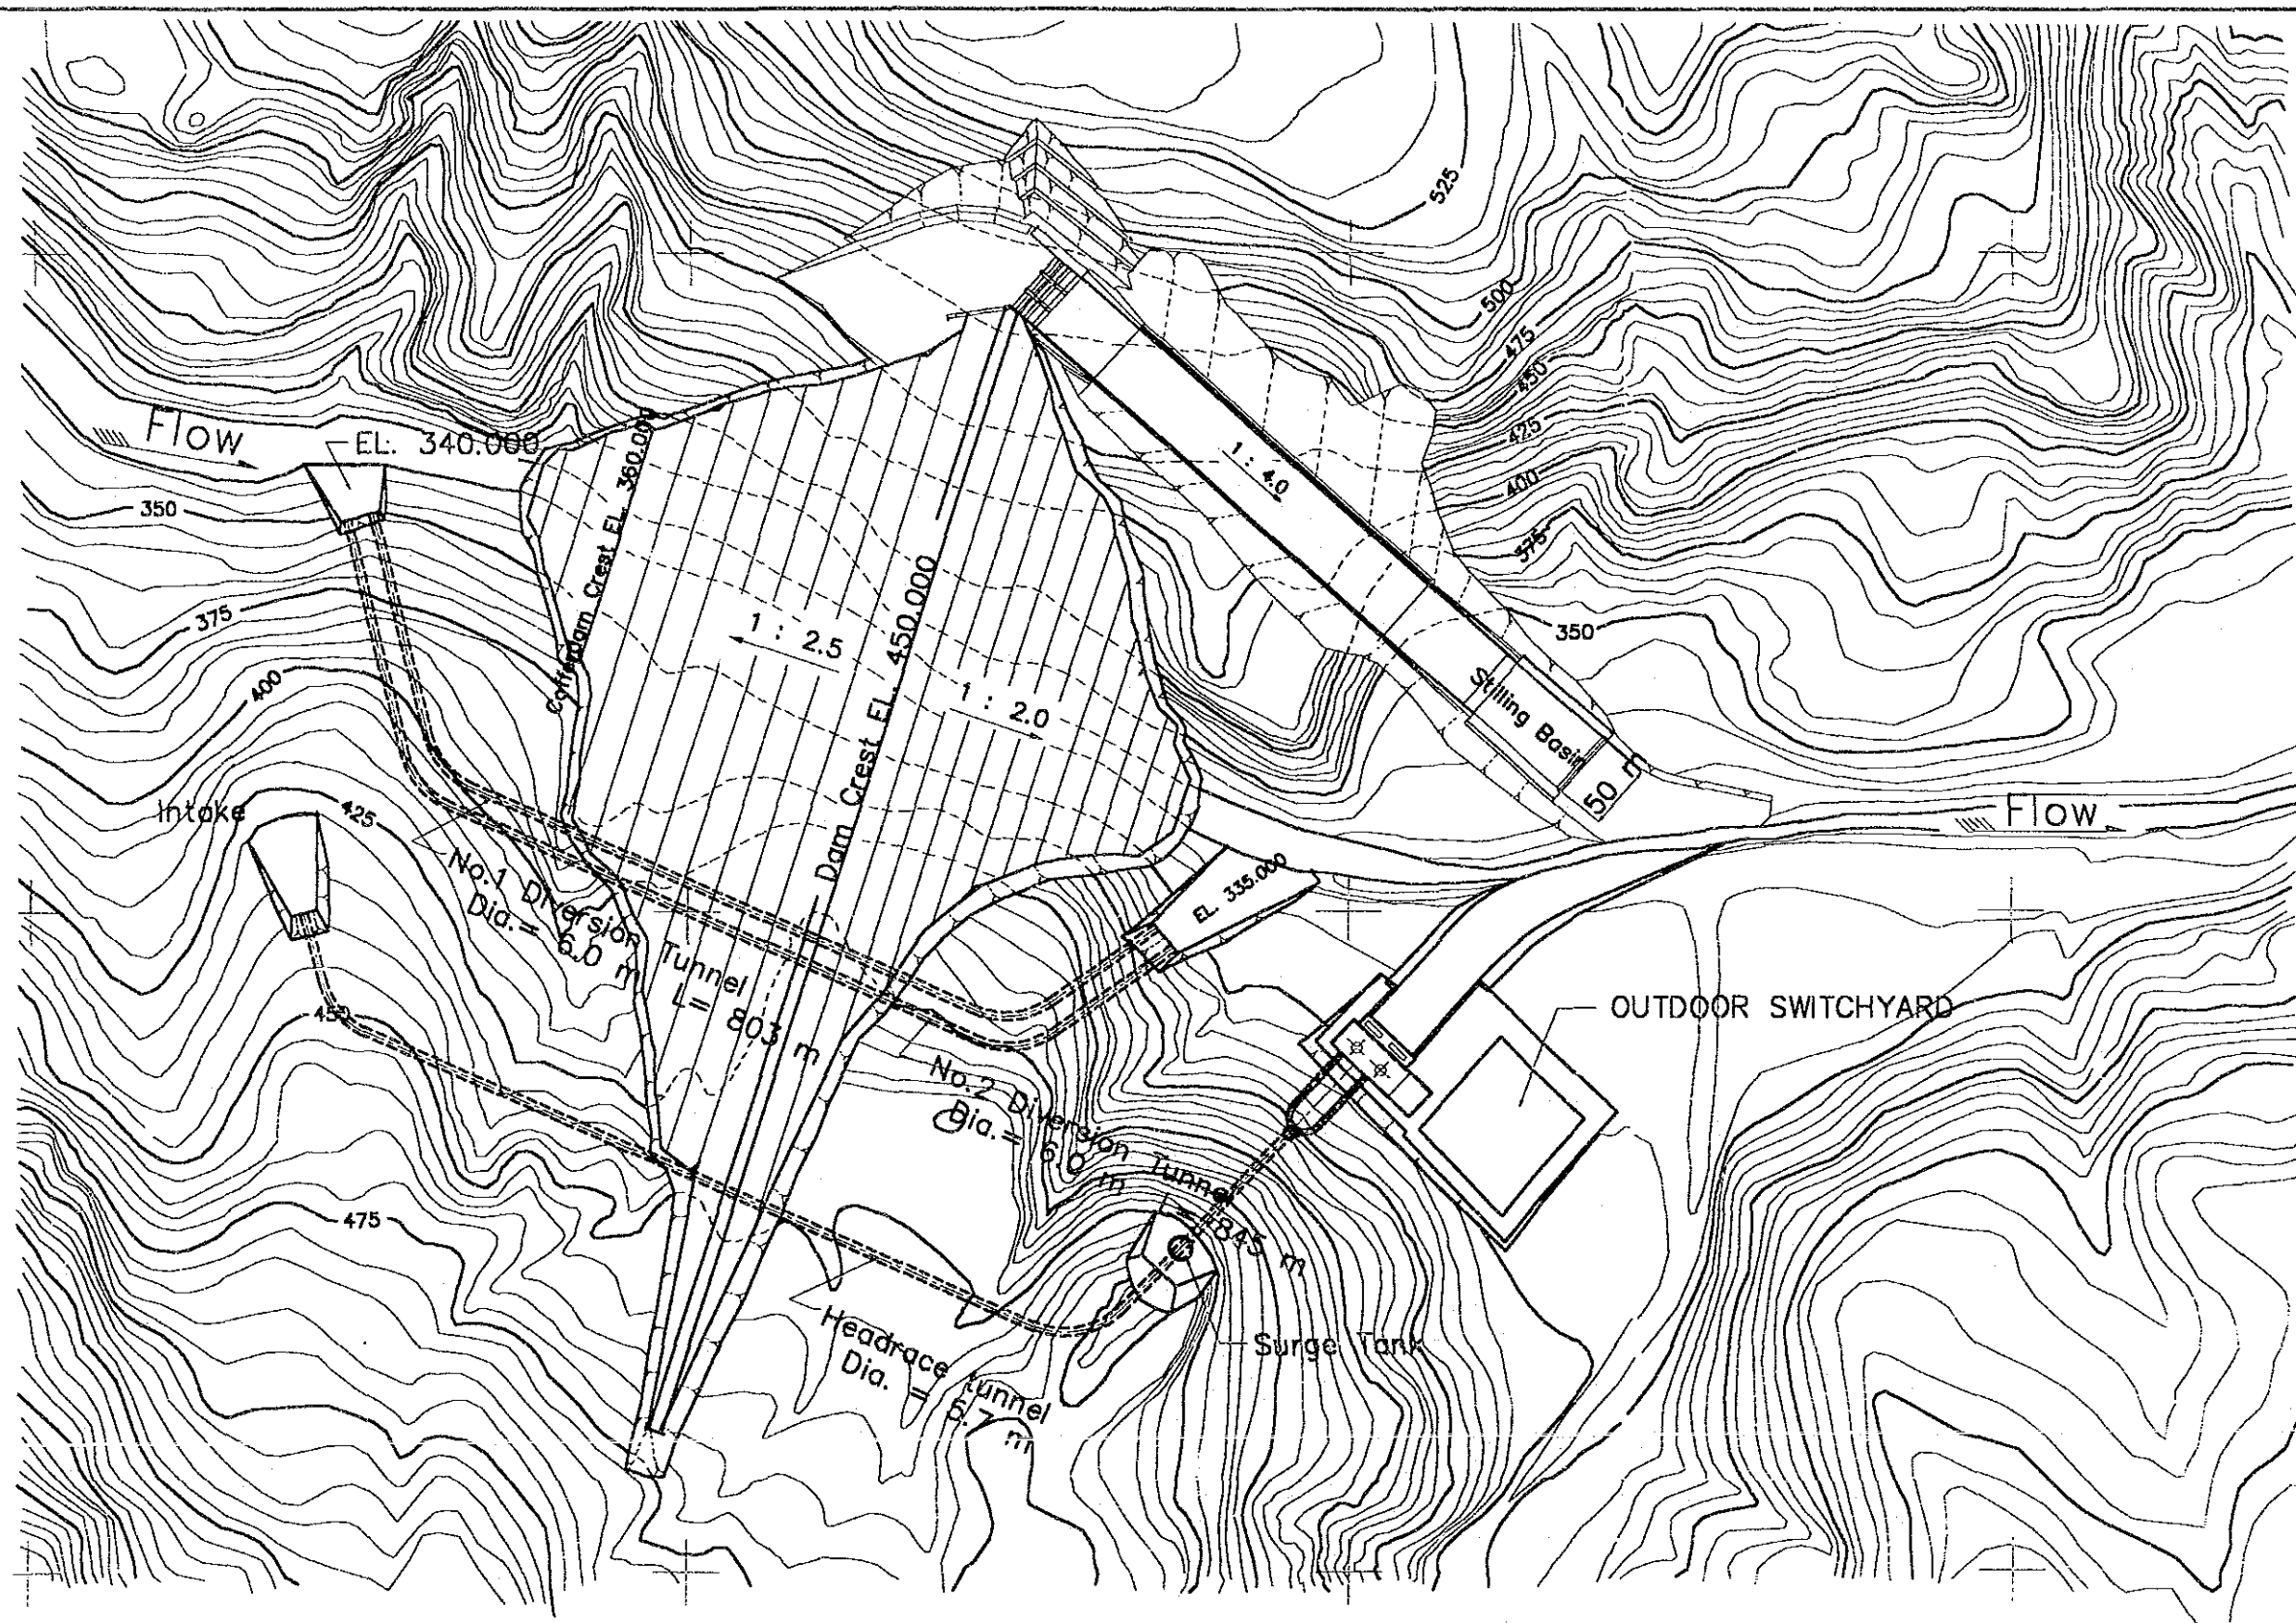 525
500
475
450
425
400
375
350
Flow
EL. 340.000
350
375
400
425
450
475
Cofferdam Crest EL. 360.000
Dam Crest EL. 450.000
1 : 2.5
1 : 2.0
1 : 4.0
Stilling Basin
50 m
Flow
Intake
No.1 Diversion Tunnel
Dia.= 6.0 m L= 803 m
EL. 335.000
No.2 Diversion Tunnel
Dia.= 6.0 m L= 845 m
OUTDOOR SWITCHYARD
Surge Tank
Headrace tunnel
Dia. = 6.7 m